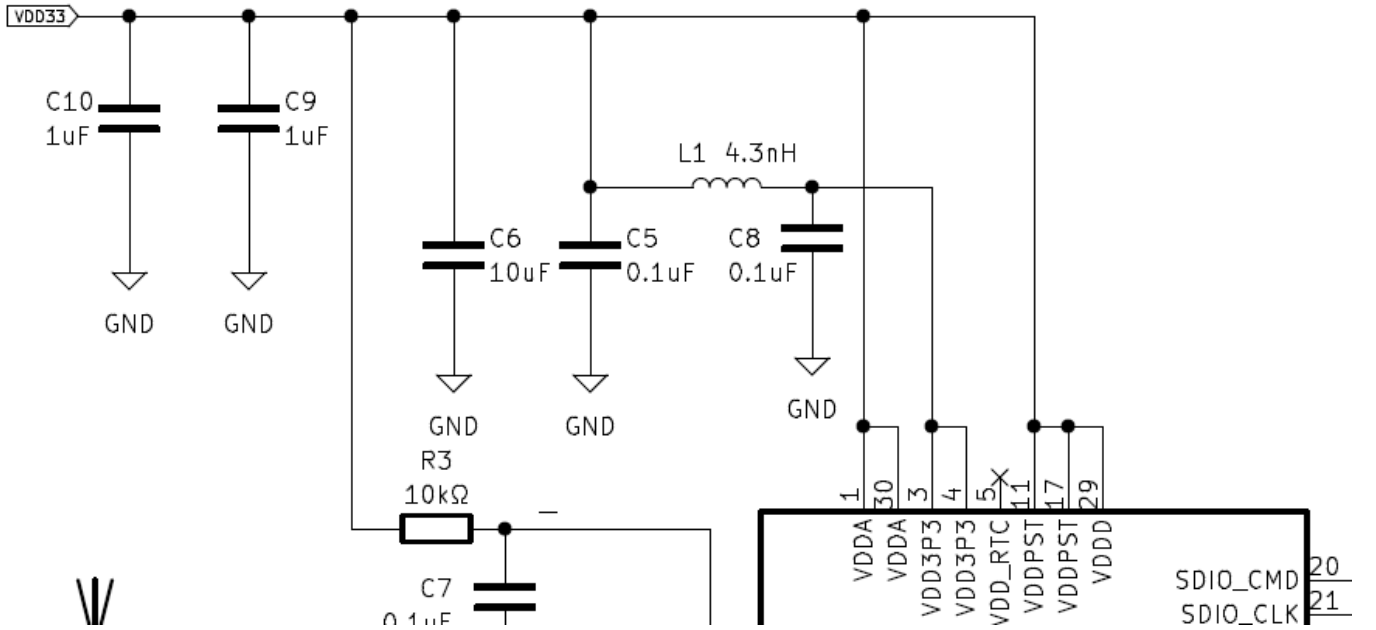 VDD33
C10
1uF
C9
1uF
L1 4.3nH
C6
10uF
C5
0.1uF
C8
0.1uF
GND
GND
GND
GND
GND
R3
10kΩ
1
30
3
4
5
11
17
29
VDDA
VDDA
VDD3P3
VDD3P3
VDD_RTC
VDDPST
VDDPST
VDDD
C7
0.1uF
SDIO_CMD
20
SDIO_CLK
21